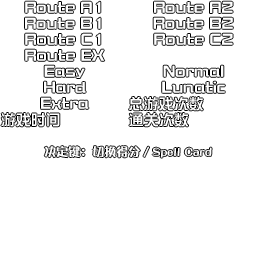 Route A1 Route A2
Route B1 Route B2
Route C1 Route C2
Route EX
Easy Normal
Hard Lunatic
Extra 总游戏次数
游戏时间 通关次数
决定键：切换得分 / Spell Card